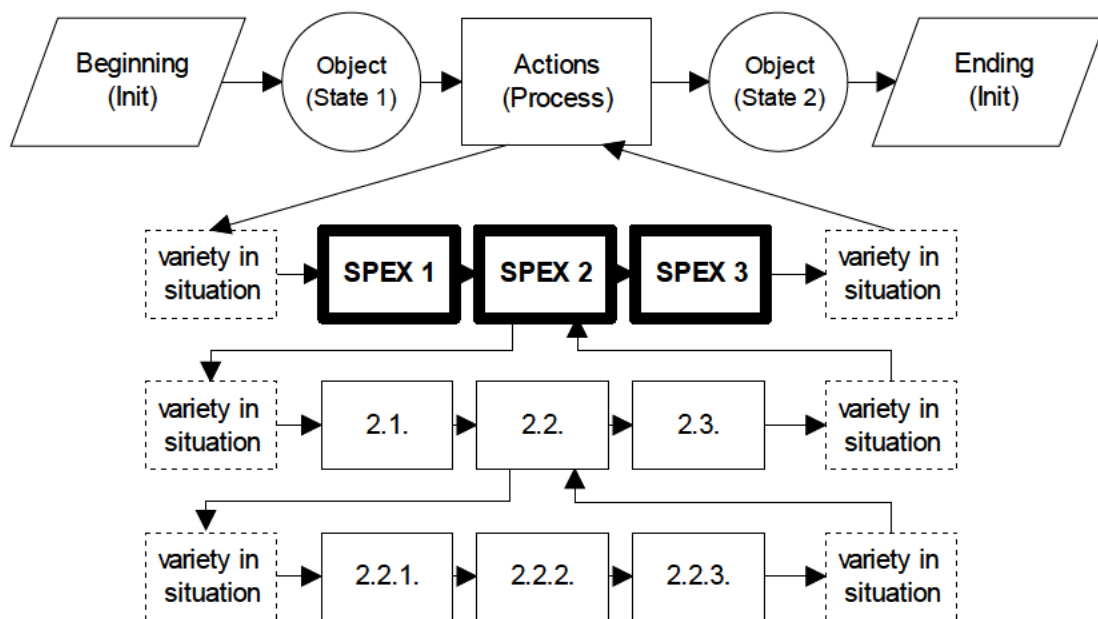 Beginning
(Init)
Object
(State 1)
Actions
(Process)
Object
(State 2)
Ending
(Init)
variety in
situation
SPEX 1
SPEX 2
SPEX 3
variety in
situation
variety in
situation
2.1.
2.2.
2.3.
variety in
situation
variety in
situation
2.2.1.
2.2.2.
2.2.3.
variety in
situation